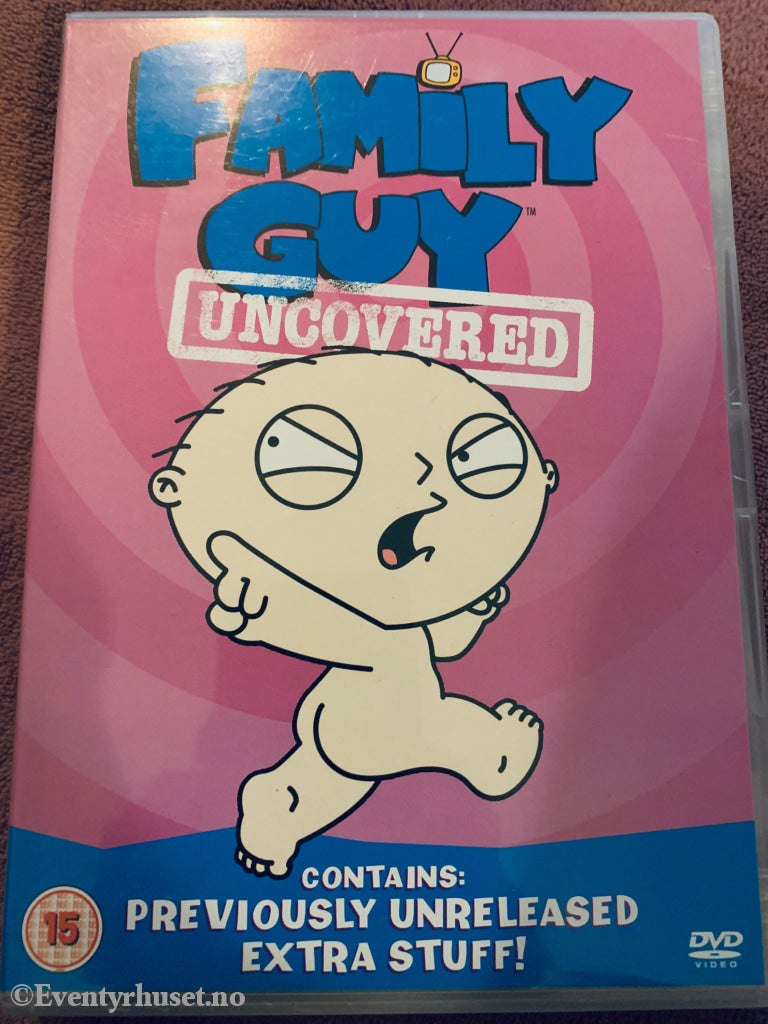 FAMILY
GUY™
UNCOVERED
CONTAINS:
PREVIOUSLY UNRELEASED
EXTRA STUFF!
15
DVD
VIDEO
©Eventyrhuset.no